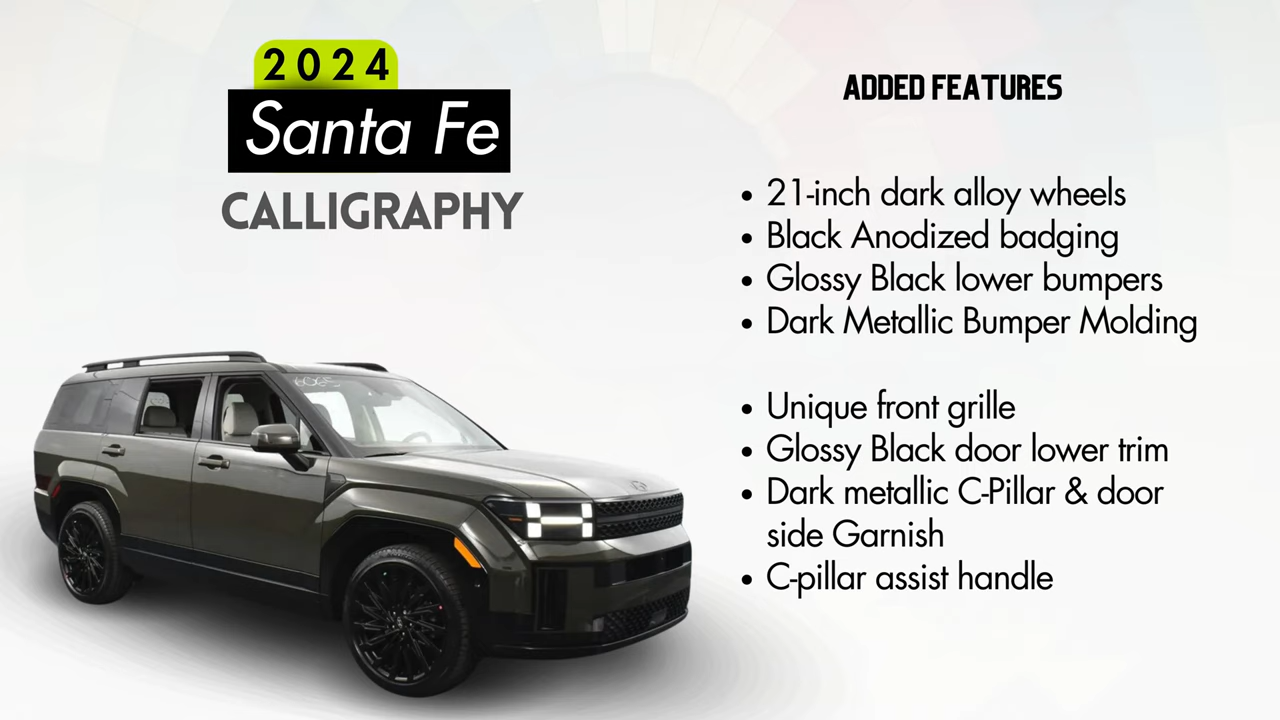 2024
Santa Fe
CALLIGRAPHY
ADDED FEATURES
• 21-inch dark alloy wheels
• Black Anodized badging
• Glossy Black lower bumpers
• Dark Metallic Bumper Molding
• Unique front grille
• Glossy Black door lower trim
• Dark metallic C-Pillar & door
side Garnish
• C-pillar assist handle